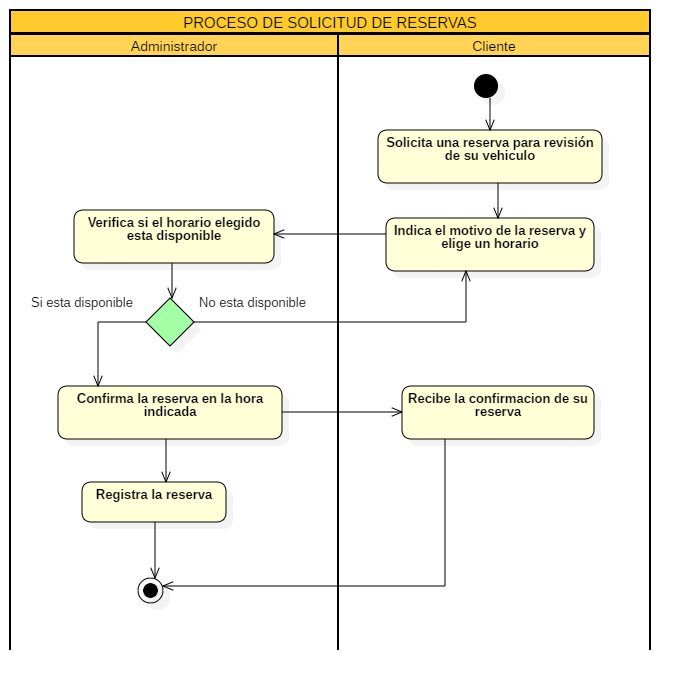 PROCESO DE SOLICITUD DE RESERVAS
Administrador
Cliente
Solicita una reserva para revisión
de su vehiculo
Verifica si el horario elegido
esta disponible
Indica el motivo de la reserva y
elige un horario
Si esta disponible
No esta disponible
Confirma la reserva en la hora
indicada
Recibe la confirmacion de su
reserva
Registra la reserva